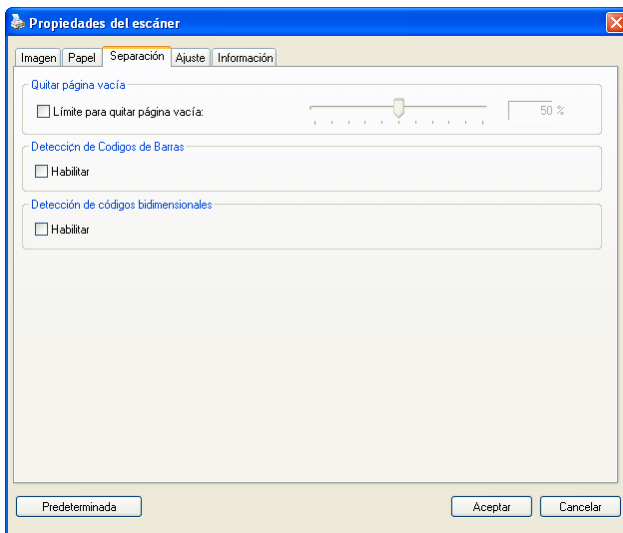 Propiedades del escáner
Imagen Papel Separación Ajuste Información
Quitar página vacía
Límite para quitar página vacía: 50 %
Detección de Codigos de Barras
Habilitar
Detección de códigos bidimensionales
Habilitar
Predeterminada Aceptar Cancelar